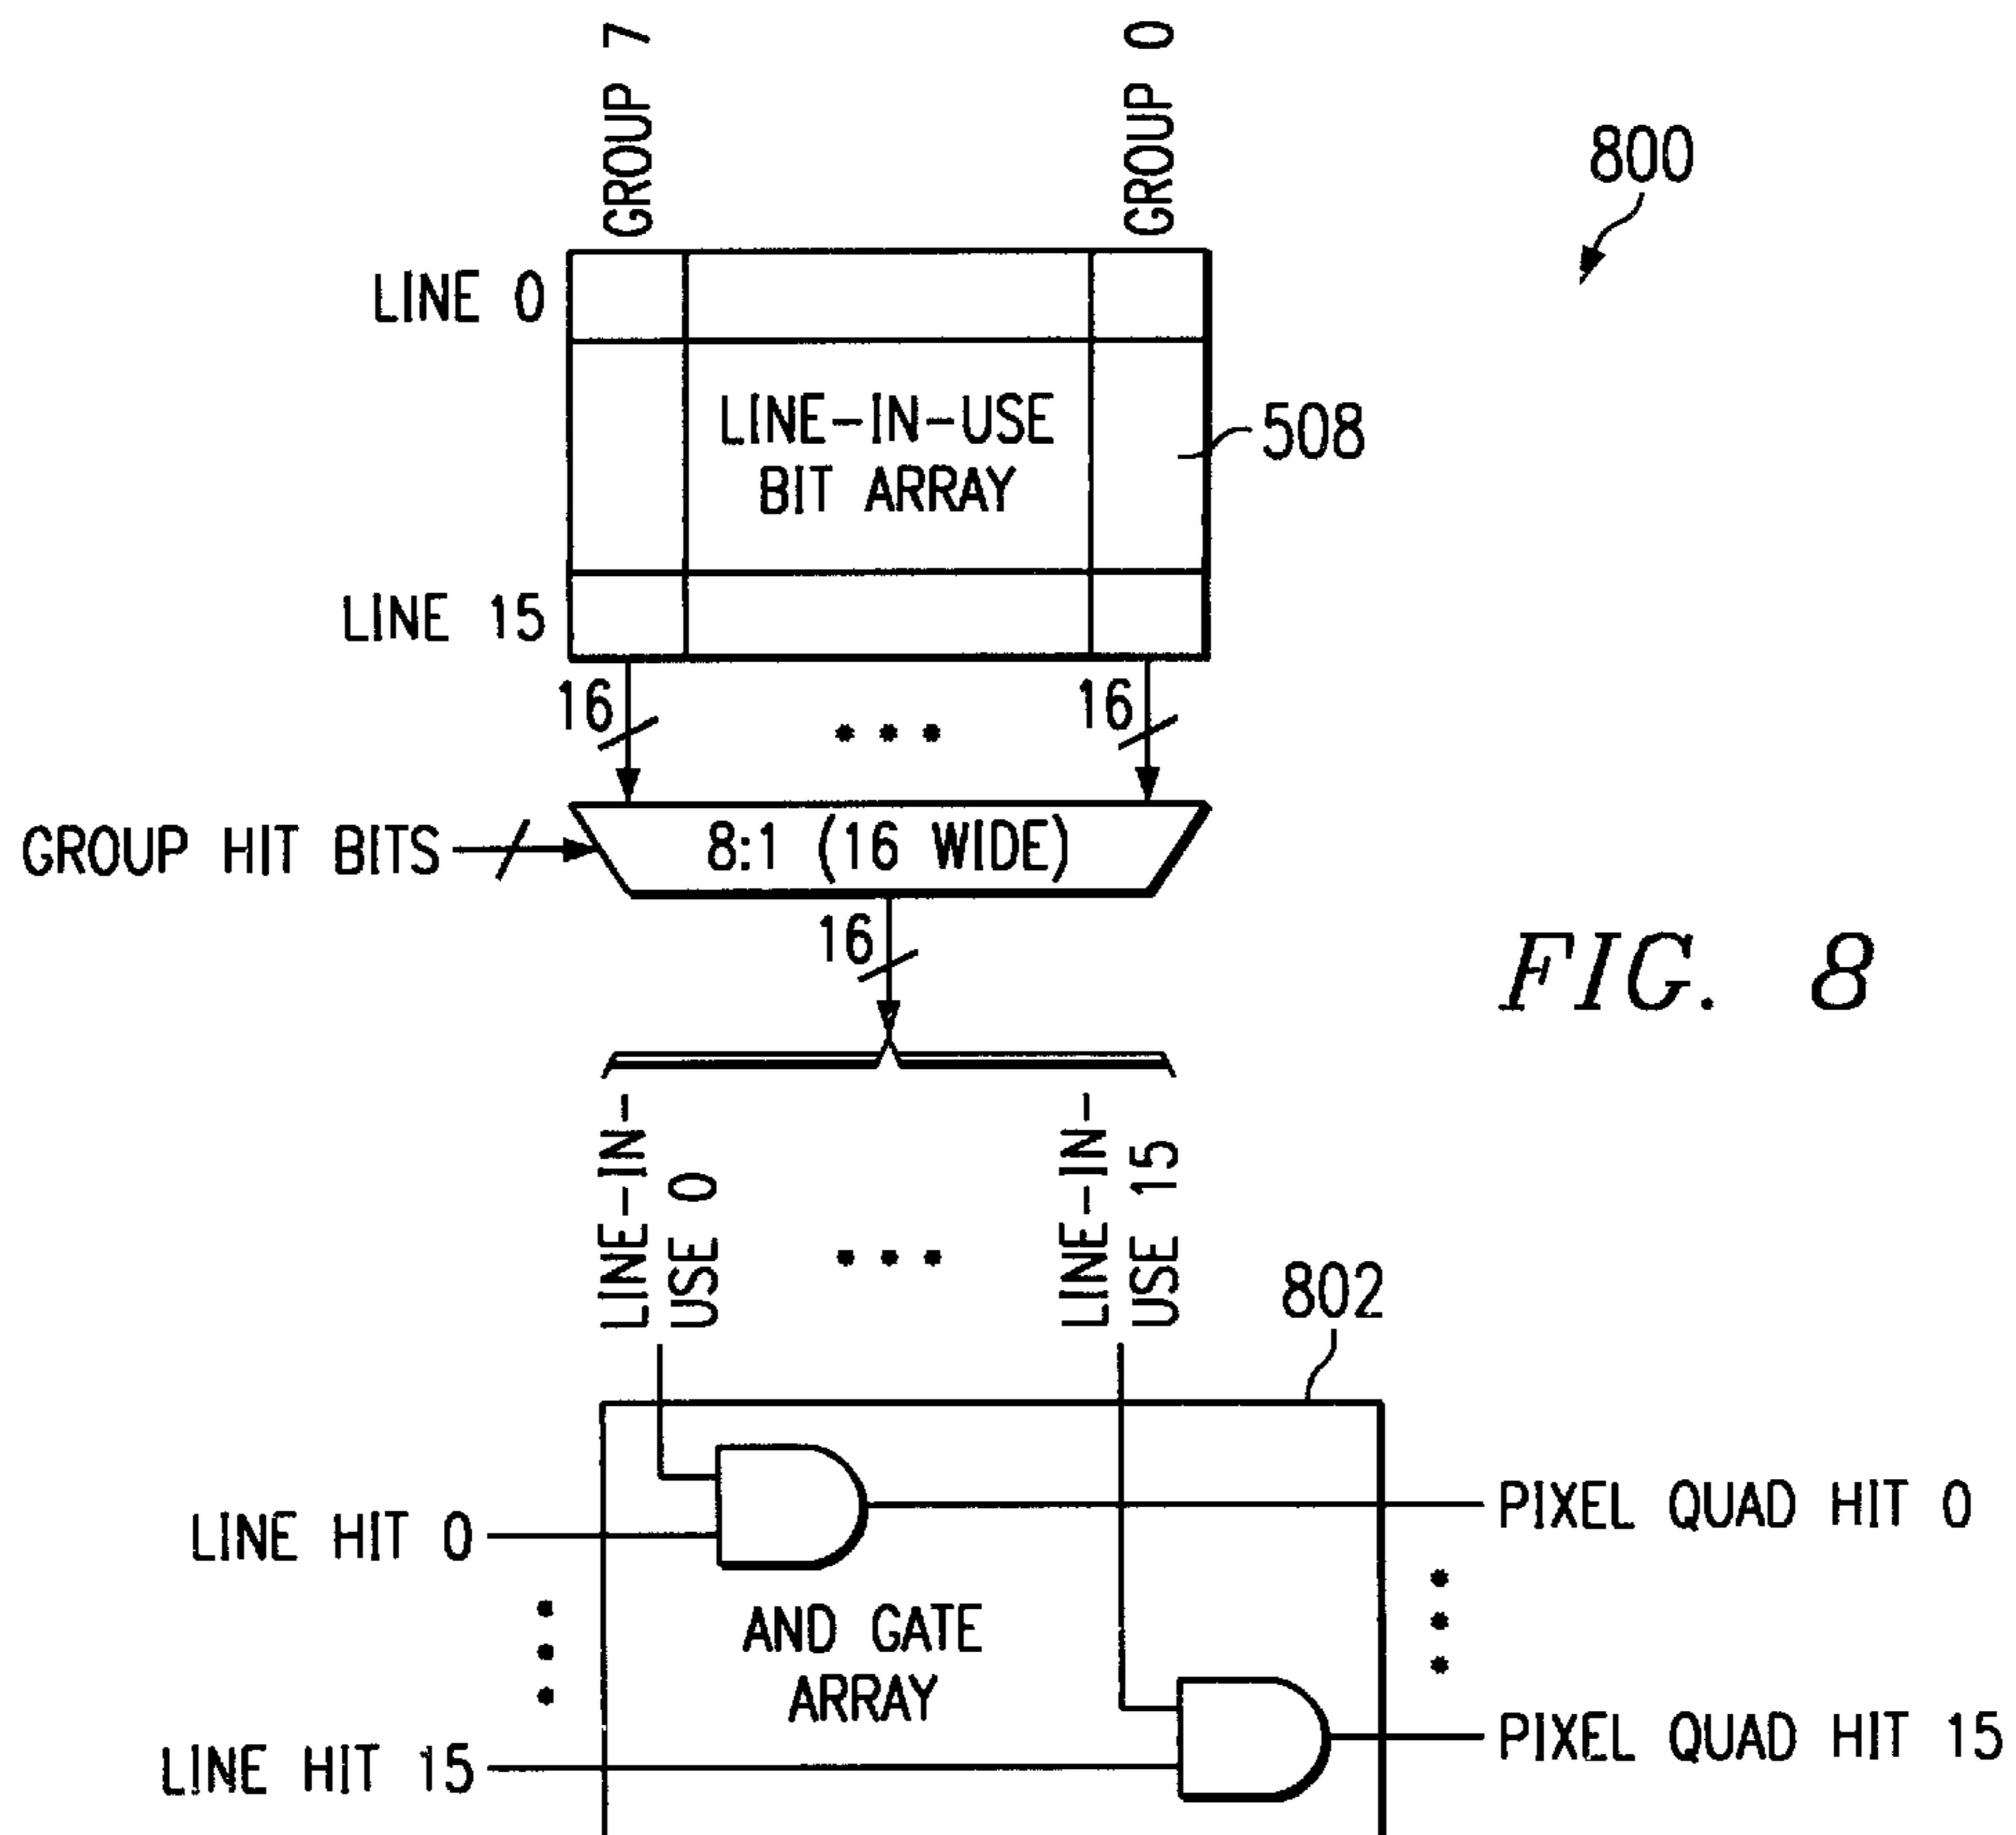 GROUP 7
GROUP 0
800
LINE 0
LINE-IN-USE
BIT ARRAY
508
LINE 15
16
16
GROUP HIT BITS
8:1 (16 WIDE)
16
FIG. 8
LINE-IN-
USE 0
LINE-IN-
USE 15
802
LINE HIT 0
PIXEL QUAD HIT 0
AND GATE
ARRAY
LINE HIT 15
PIXEL QUAD HIT 15